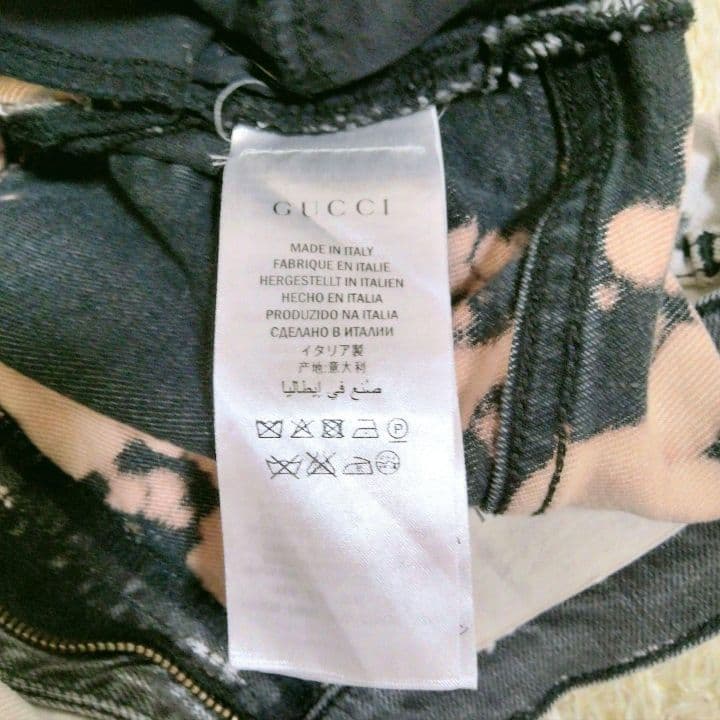 GUCCI
MADE IN ITALY
FABRIQUE EN ITALIE
HERGESTELLT IN ITALIEN
HECHO EN ITALIA
PRODUZIDO NA ITALIA
СДЕЛАНО В ИТАЛИИ
イタリア製
产地:意大利
صُنع في إيطاليا
P